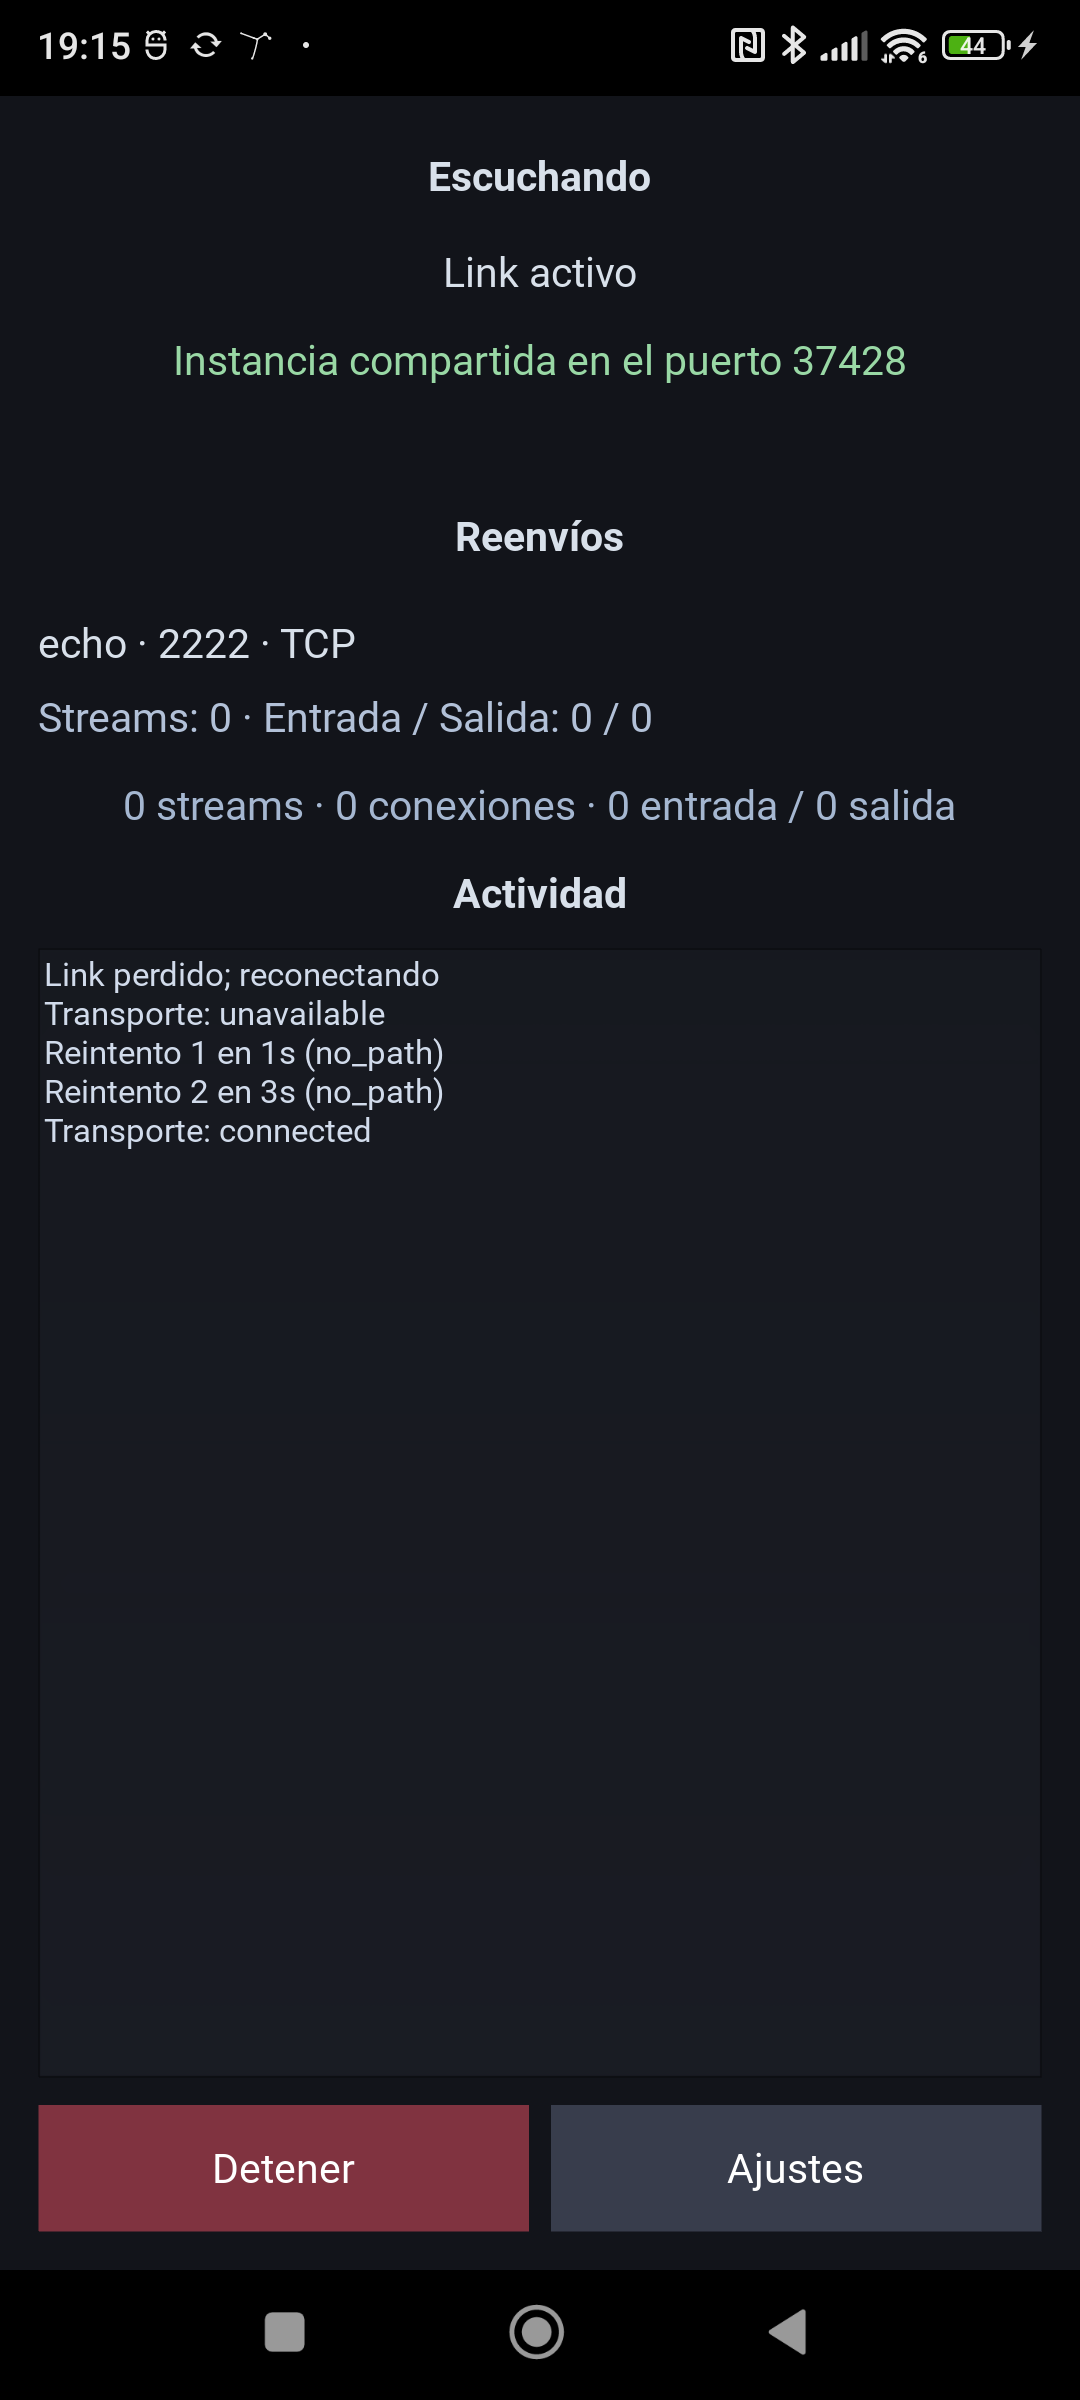 19:15
6
44
Escuchando
Link activo
Instancia compartida en el puerto 37428
Reenvíos
echo · 2222 · TCP
Streams: 0 · Entrada / Salida: 0 / 0
0 streams · 0 conexiones · 0 entrada / 0 salida
Actividad
Link perdido; reconectando
Transporte: unavailable
Reintento 1 en 1s (no_path)
Reintento 2 en 3s (no_path)
Transporte: connected
Detener
Ajustes